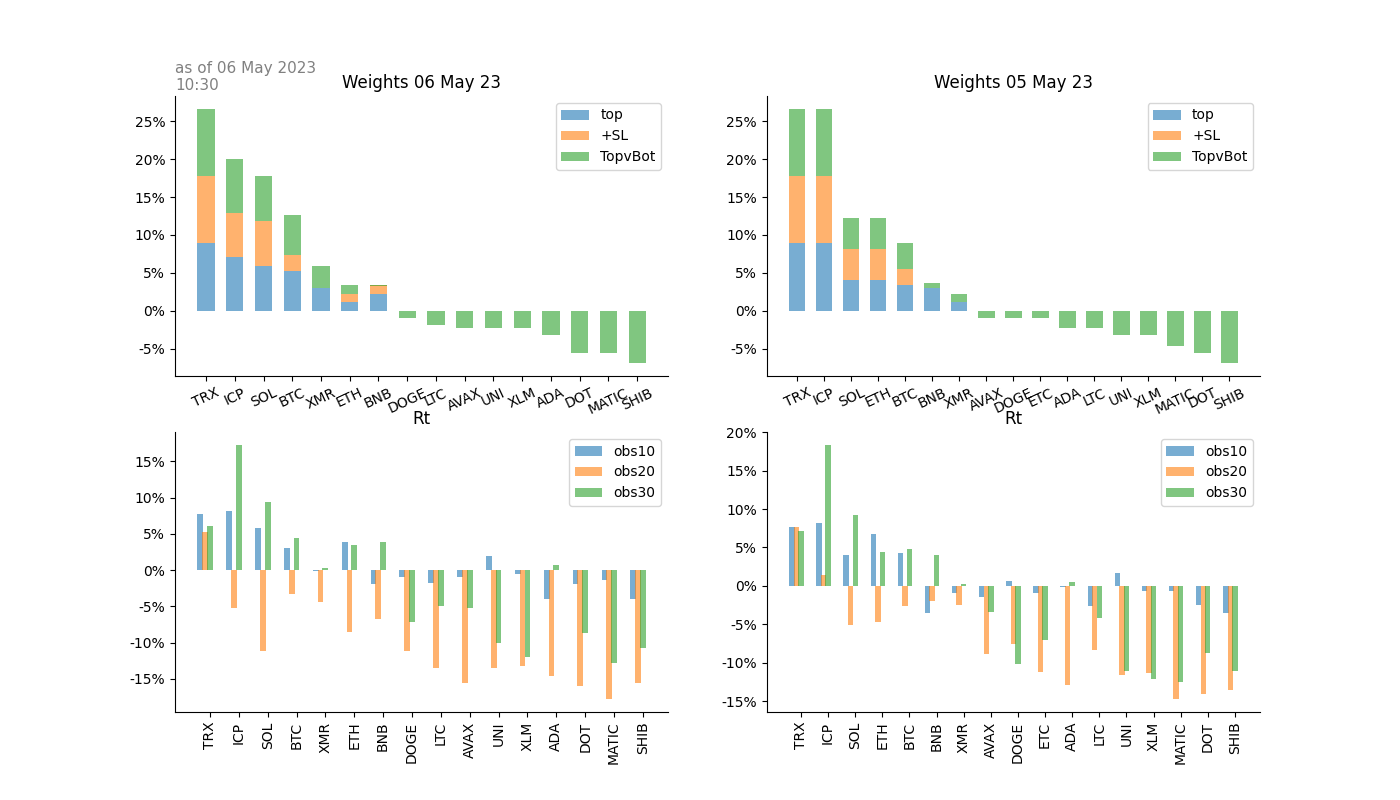 as of 06 May 2023
10:30
Weights 06 May 23
25%
20%
15%
10%
5%
0%
-5%
top
+SL
TopvBot
TRX ICP SOL BTC XMR ETH BNB DOGE LTC AVAX UNI XLM ADA DOT MATIC SHIB
Weights 05 May 23
25%
20%
15%
10%
5%
0%
-5%
top
+SL
TopvBot
TRX ICP SOL ETH BTC BNB XMR AVAX DOGE ETC ADA LTC UNI XLM MATIC DOT SHIB
Rt
15%
10%
5%
0%
-5%
-10%
-15%
obs10
obs20
obs30
TRX ICP SOL BTC XMR ETH BNB DOGE LTC AVAX UNI XLM ADA DOT MATIC SHIB
Rt
20%
15%
10%
5%
0%
-5%
-10%
-15%
obs10
obs20
obs30
TRX ICP SOL ETH BTC BNB XMR AVAX DOGE ETC ADA LTC UNI XLM MATIC DOT SHIB